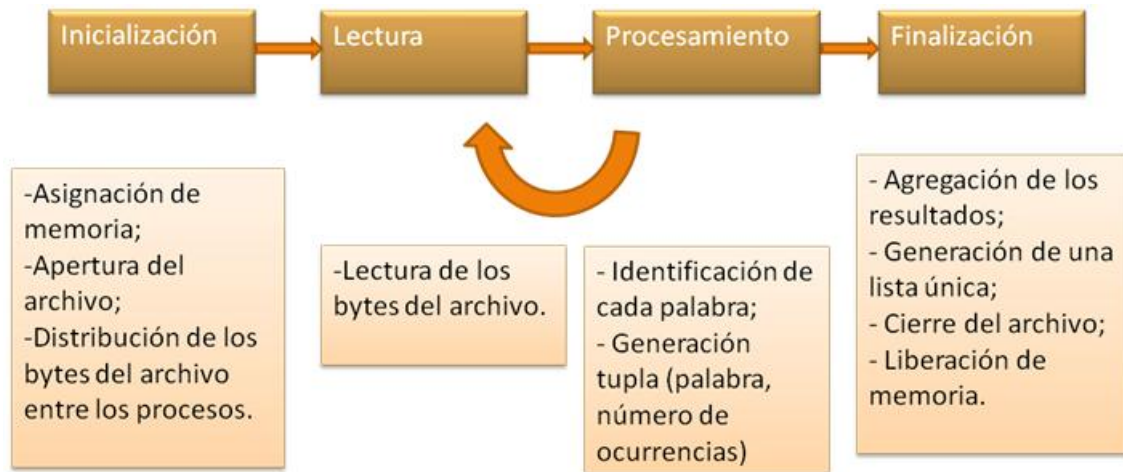 Inicialización
Lectura
Procesamiento
Finalización
-Asignación de
memoria;
-Apertura del
archivo;
-Distribución de los
bytes del archivo
entre los procesos.
-Lectura de los
bytes del archivo.
- Identificación de
cada palabra;
- Generación
tupla (palabra,
número de
ocurrencias)
- Agregación de los
resultados;
- Generación de una
lista única;
- Cierre del archivo;
- Liberación de
memoria.